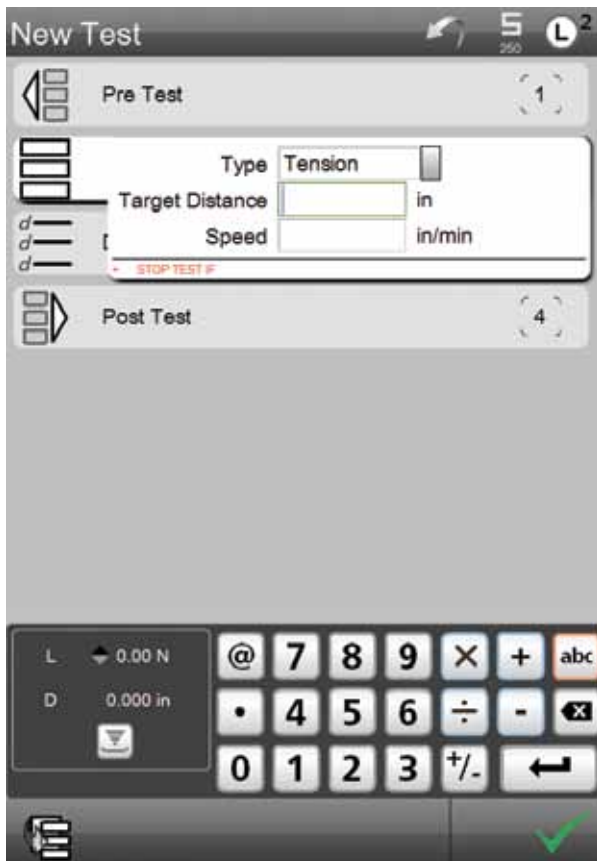 New Test
5
250
L 2
Pre Test
1
Type Tension
Target Distance in
Speed in/min
+ STOP TEST IF
d
d
d
Post Test
4
L 0.00 N
D 0.000 in
@ 7 8 9 × + abc
• 4 5 6 ÷ -
0 1 2 3 +/-